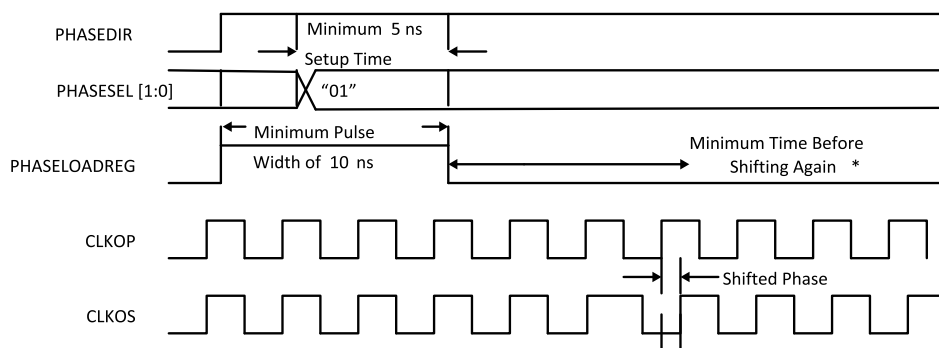 PHASEDIR
Minimum 5 ns
Setup Time
PHASESEL [1:0]
“01”
PHASELOADREG
Minimum Pulse
Width of 10 ns
Minimum Time Before
Shifting Again *
CLKOP
Shifted Phase
CLKOS